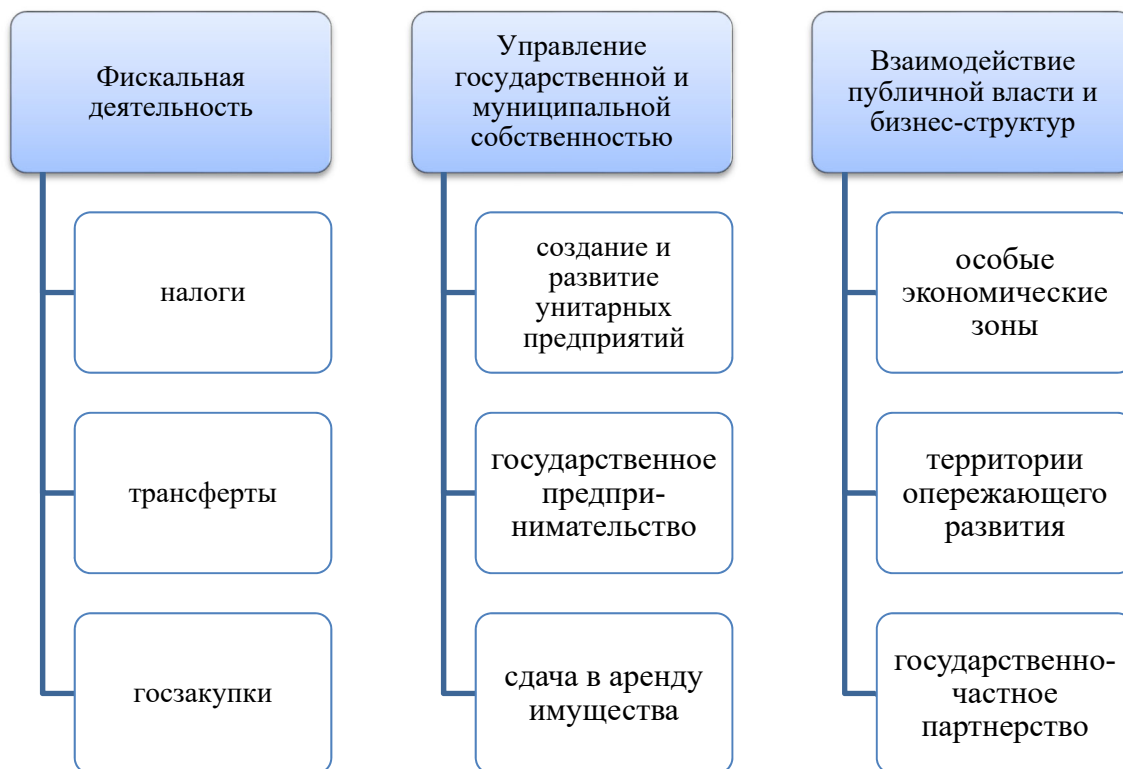 Фискальная
деятельность
налоги
трансферты
госзакупки
Управление
государственной и
муниципальной
собственностью
создание и
развитие
унитарных
предприятий
государственное
предпри-
нимательство
сдача в аренду
имущества
Взаимодействие
публичной власти и
бизнес-структур
особые
экономические
зоны
территории
опережающего
развития
государственно-
частное
партнерство